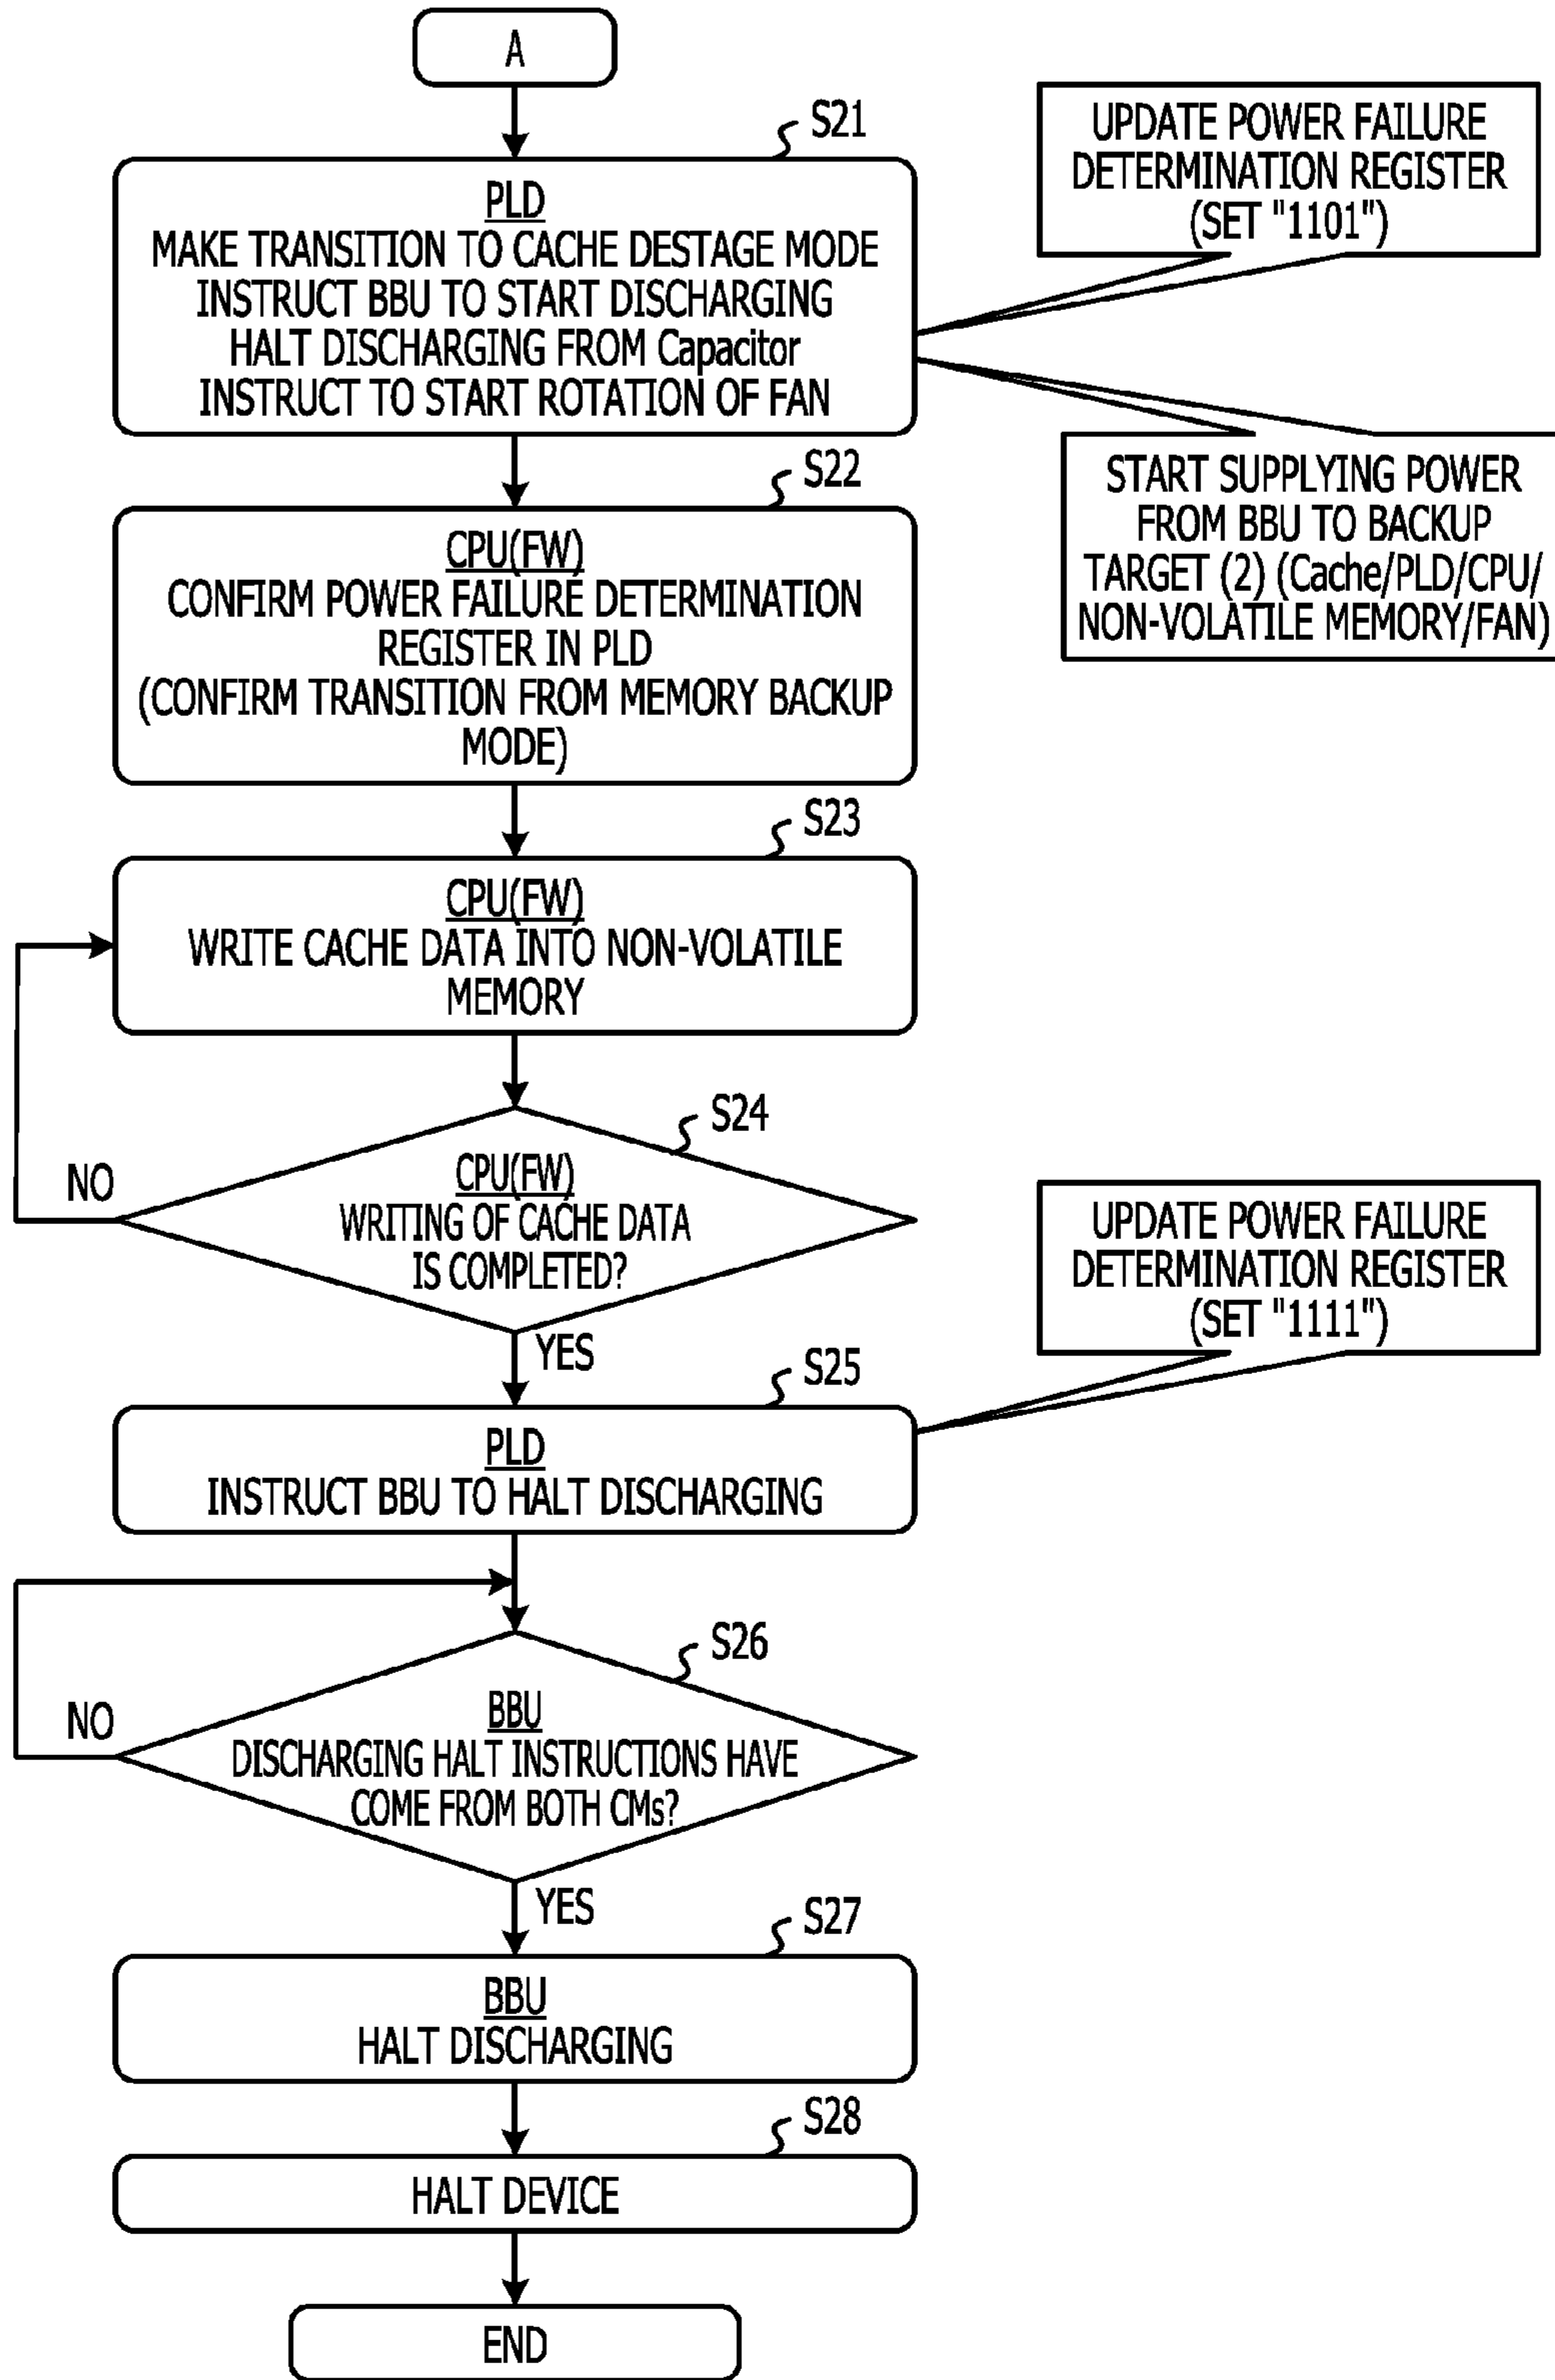 A
S21
PLD
MAKE TRANSITION TO CACHE DESTAGE MODE
INSTRUCT BBU TO START DISCHARGING
HALT DISCHARGING FROM Capacitor
INSTRUCT TO START ROTATION OF FAN
UPDATE POWER FAILURE
DETERMINATION REGISTER
(SET "1101")
START SUPPLYING POWER
FROM BBU TO BACKUP
TARGET (2) (Cache/PLD/CPU/
NON-VOLATILE MEMORY/FAN)
S22
CPU(FW)
CONFIRM POWER FAILURE DETERMINATION
REGISTER IN PLD
(CONFIRM TRANSITION FROM MEMORY BACKUP
MODE)
S23
CPU(FW)
WRITE CACHE DATA INTO NON-VOLATILE
MEMORY
S24
CPU(FW)
WRITING OF CACHE DATA
IS COMPLETED?
NO
YES
S25
PLD
INSTRUCT BBU TO HALT DISCHARGING
UPDATE POWER FAILURE
DETERMINATION REGISTER
(SET "1111")
S26
BBU
DISCHARGING HALT INSTRUCTIONS HAVE
COME FROM BOTH CMs?
NO
YES
S27
BBU
HALT DISCHARGING
S28
HALT DEVICE
END